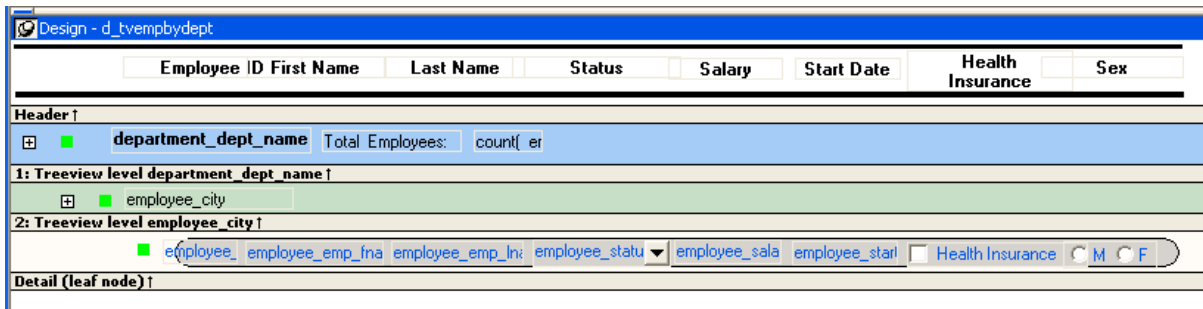 Design - d_tvempbydept
Employee ID First Name Last Name Status Salary Start Date Health Insurance Sex
Header ↑
department_dept_name Total Employees: count( er
1: Treeview level department_dept_name ↑
employee_city
2: Treeview level employee_city ↑
employee_ employee_emp_fna employee_emp_lna employee_statu employee_sala employee_start Health Insurance M F
Detail (leaf node) ↑